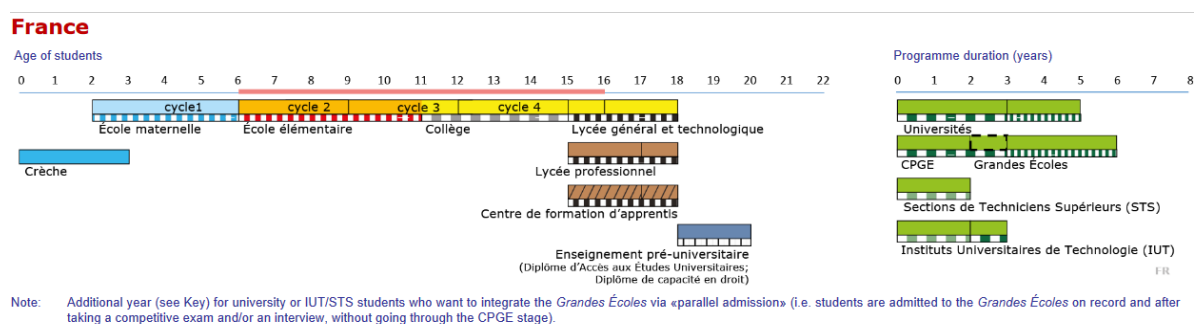 France
Age of students
Programme duration (years)
0 1 2 3 4 5 6 7 8 9 10 11 12 13 14 15 16 17 18 19 20 21 22
0 1 2 3 4 5 6 7 8
cycle1 cycle 2 cycle 3 cycle 4
École maternelle École élémentaire Collège Lycée général et technologique
Universités
Crèche
Lycée professionnel
CPGE Grandes Écoles
Centre de formation d'apprentis
Sections de Techniciens Supérieurs (STS)
Enseignement pré-universitaire
(Diplôme d'Accès aux Études Universitaires;
Diplôme de capacité en droit)
Instituts Universitaires de Technologie (IUT)
FR
Note: Additional year (see Key) for university or IUT/STS students who want to integrate the Grandes Écoles via «parallel admission» (i.e. students are admitted to the Grandes Écoles on record and after
taking a competitive exam and/or an interview, without going through the CPGE stage).